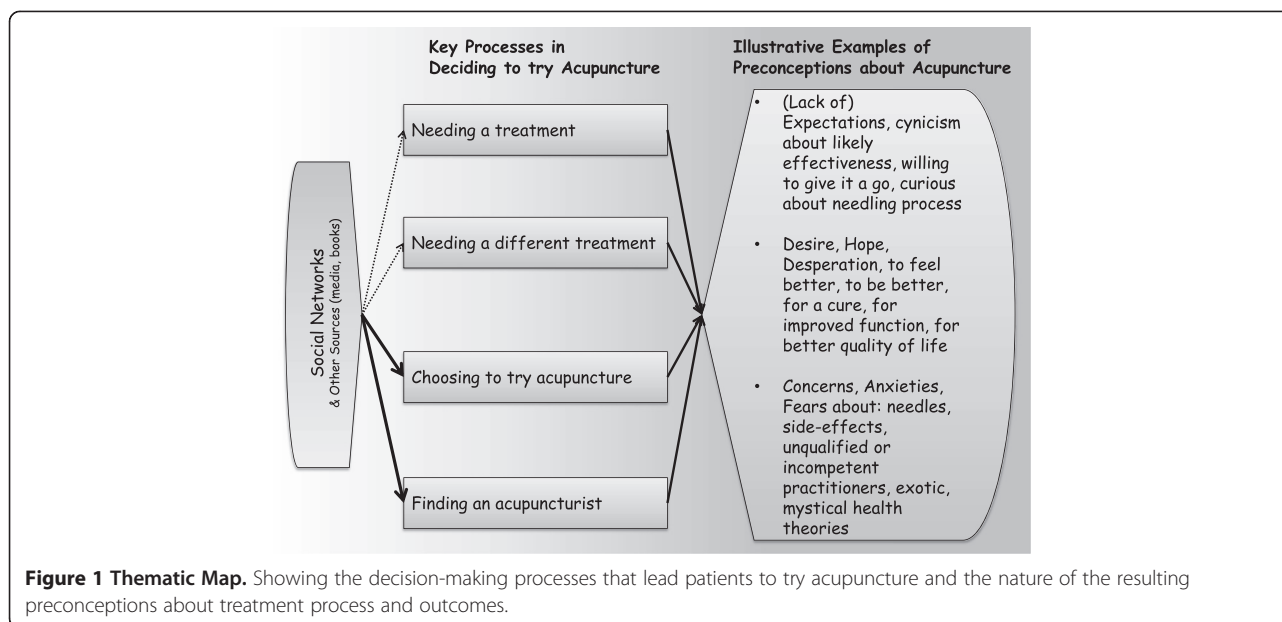 Key Processes in
Deciding to try Acupuncture
Illustrative Examples of
Preconceptions about Acupuncture
Social Networks
& Other Sources (media, books)
Needing a treatment
Needing a different treatment
Choosing to try acupuncture
Finding an acupuncturist
• (Lack of)
Expectations, cynicism
about likely
effectiveness, willing
to give it a go, curious
about needling process
• Desire, Hope,
Desperation, to feel
better, to be better,
for a cure, for
improved function, for
better quality of life
• Concerns, Anxieties,
Fears about: needles,
side-effects,
unqualified or
incompetent
practitioners, exotic,
mystical health
theories
Figure 1 Thematic Map. Showing the decision-making processes that lead patients to try acupuncture and the nature of the resulting
preconceptions about treatment process and outcomes.